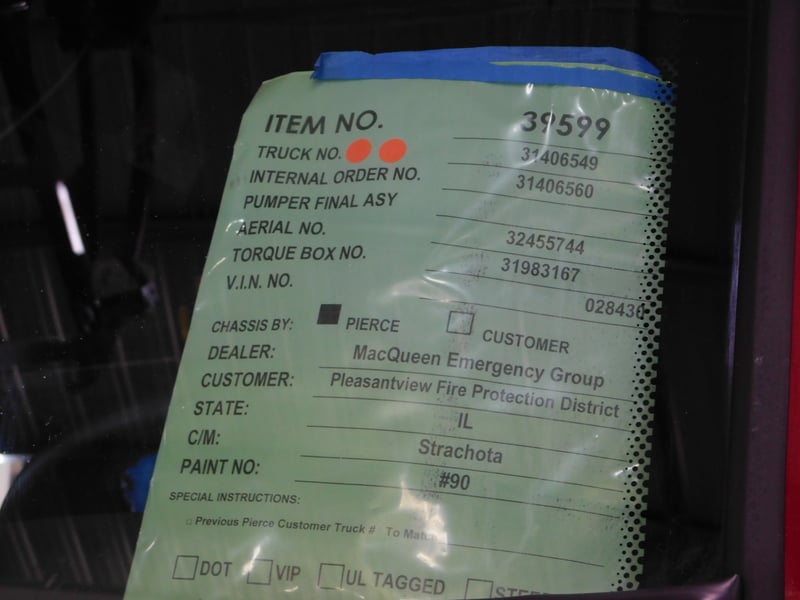 ITEM NO. 39599
TRUCK NO. 31406549
INTERNAL ORDER NO. 31406560
PUMPER FINAL ASY
AERIAL NO. 32455744
TORQUE BOX NO. 31983167
V.I.N. NO.
CHASSIS BY: PIERCE CUSTOMER
DEALER: MacQueen Emergency Group
CUSTOMER: Pleasantview Fire Protection District
STATE: IL
C/M: Strachota
PAINT NO: #90
SPECIAL INSTRUCTIONS:
Previous Pierce Customer Truck # To
DOT VIP UL TAGGED